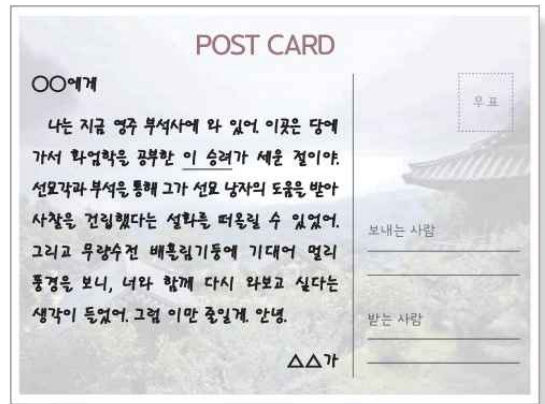 POST CARD
○○에게
나는 지금 영주 부석사에 와 있어. 이곳은 당에
가서 화엄학을 공부한 이 승려가 세운 절이야.
선묘각과 부석을 통해 그가 선묘 낭자의 도움을 받아
사찰을 건립했다는 설화를 떠올릴 수 있었어.
그리고 무량수전 배흘림기둥에 기대어 멀리
풍경을 보니, 너와 함께 다시 와보고 싶다는
생각이 들었어. 그럼 이만 줄일게. 안녕.
△△가
우표
보내는 사람
받는 사람